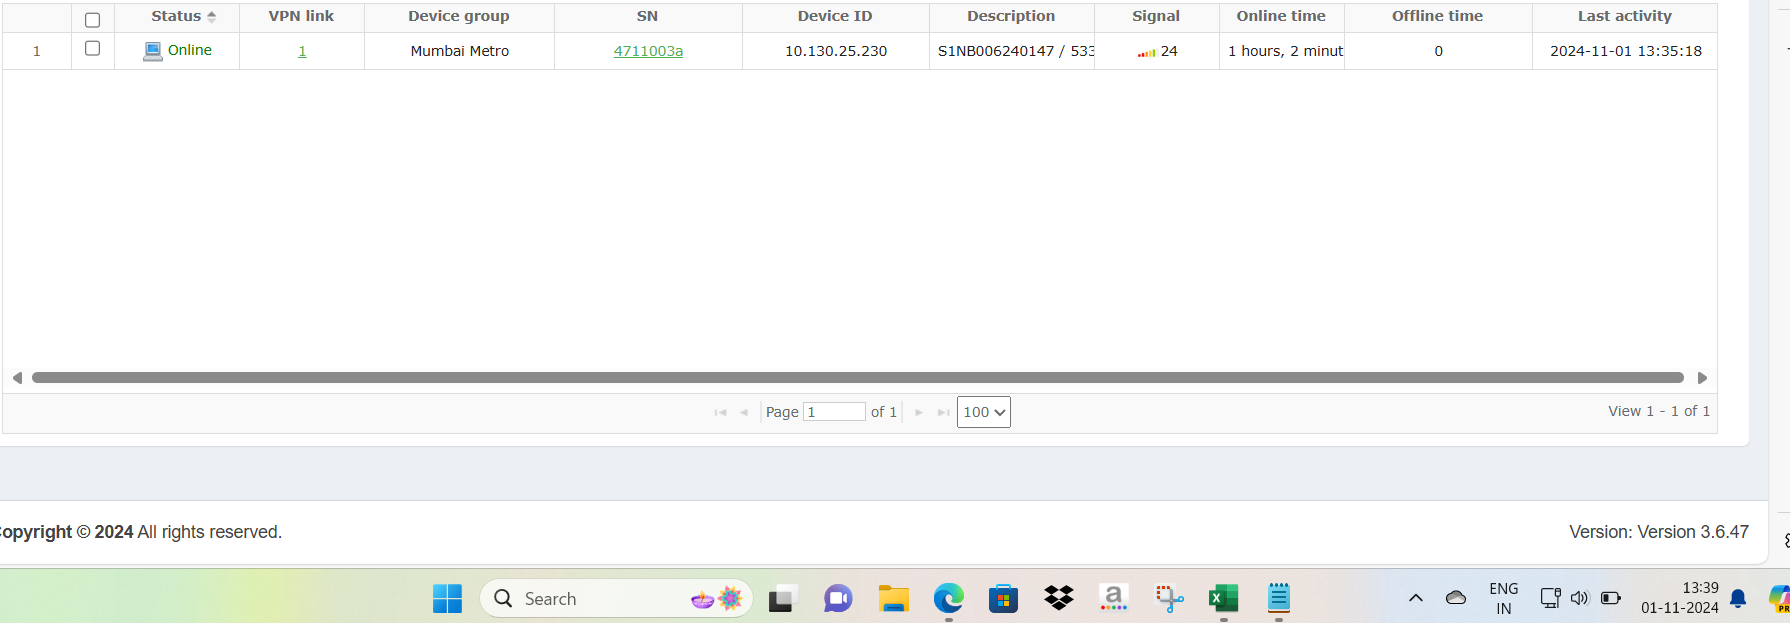 Status VPN link Device group SN Device ID Description Signal Online time Offline time Last activity
1 Online 1 Mumbai Metro 4711003a 10.130.25.230 S1NB006240147 / 533 24 1 hours, 2 minut 0 2024-11-01 13:35:18
Page 1 of 1 100 View 1 - 1 of 1
opyright © 2024 All rights reserved. Version: Version 3.6.47
Search a X ENG 13:39
IN 01-11-2024 PR